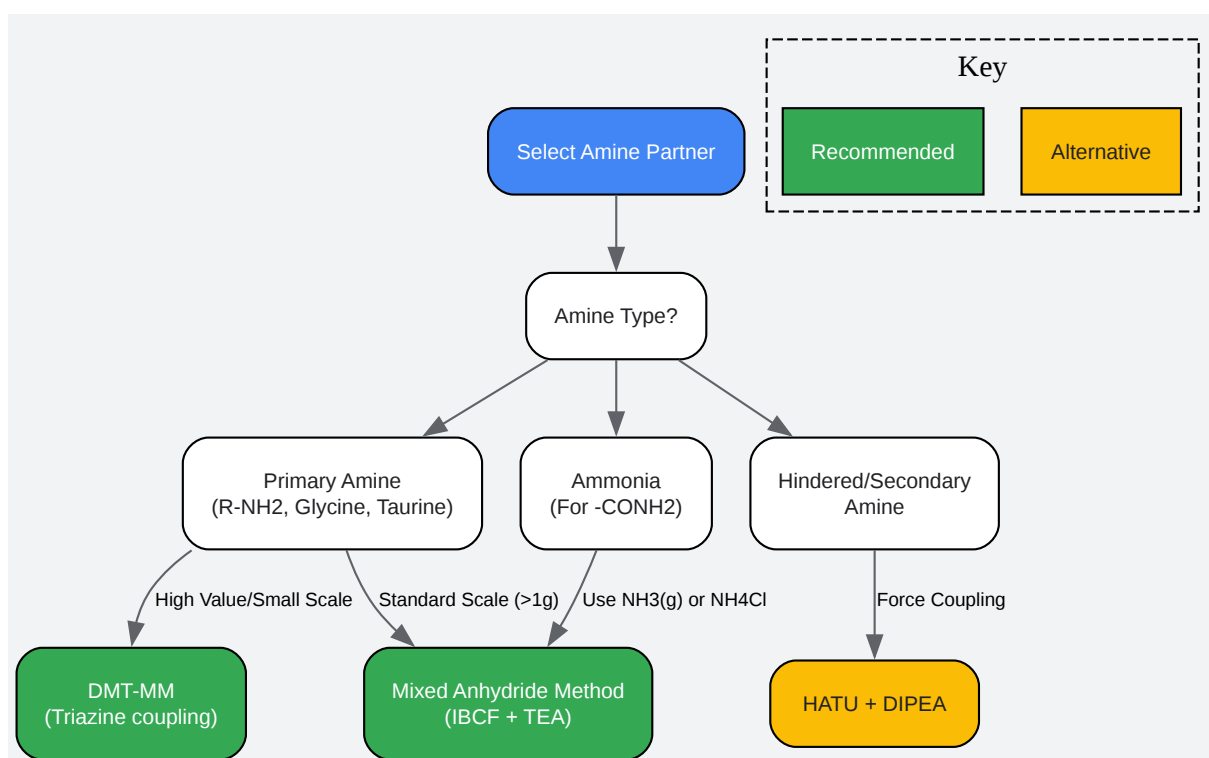 Key
Select Amine Partner
Recommended
Alternative
Amine Type?
Primary Amine
(R-NH2, Glycine, Taurine)
Ammonia
(For -CONH2)
Hindered/Secondary
Amine
High Value/Small Scale
Standard Scale (>1g)
Use NH3(g) or NH4Cl
Force Coupling
DMT-MM
(Triazine coupling)
Mixed Anhydride Method
(IBCF + TEA)
HATU + DIPEA